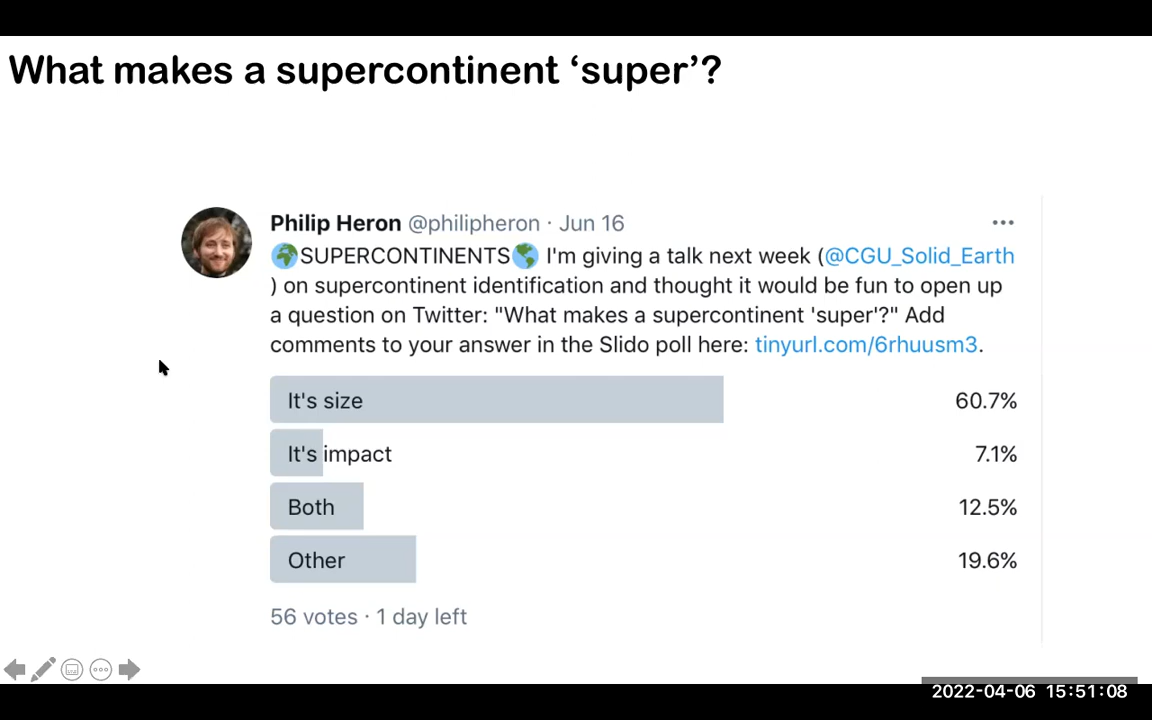 What makes a supercontinent ‘super’?
Philip Heron @philipheron · Jun 16
🌍SUPERCONTINENTS🌎 I'm giving a talk next week (@CGU_Solid_Earth
) on supercontinent identification and thought it would be fun to open up
a question on Twitter: "What makes a supercontinent 'super'?" Add
comments to your answer in the Slido poll here: tinyurl.com/6rhuusm3.
It's size 60.7%
It's impact 7.1%
Both 12.5%
Other 19.6%
56 votes · 1 day left
2022-04-06 15:51:08